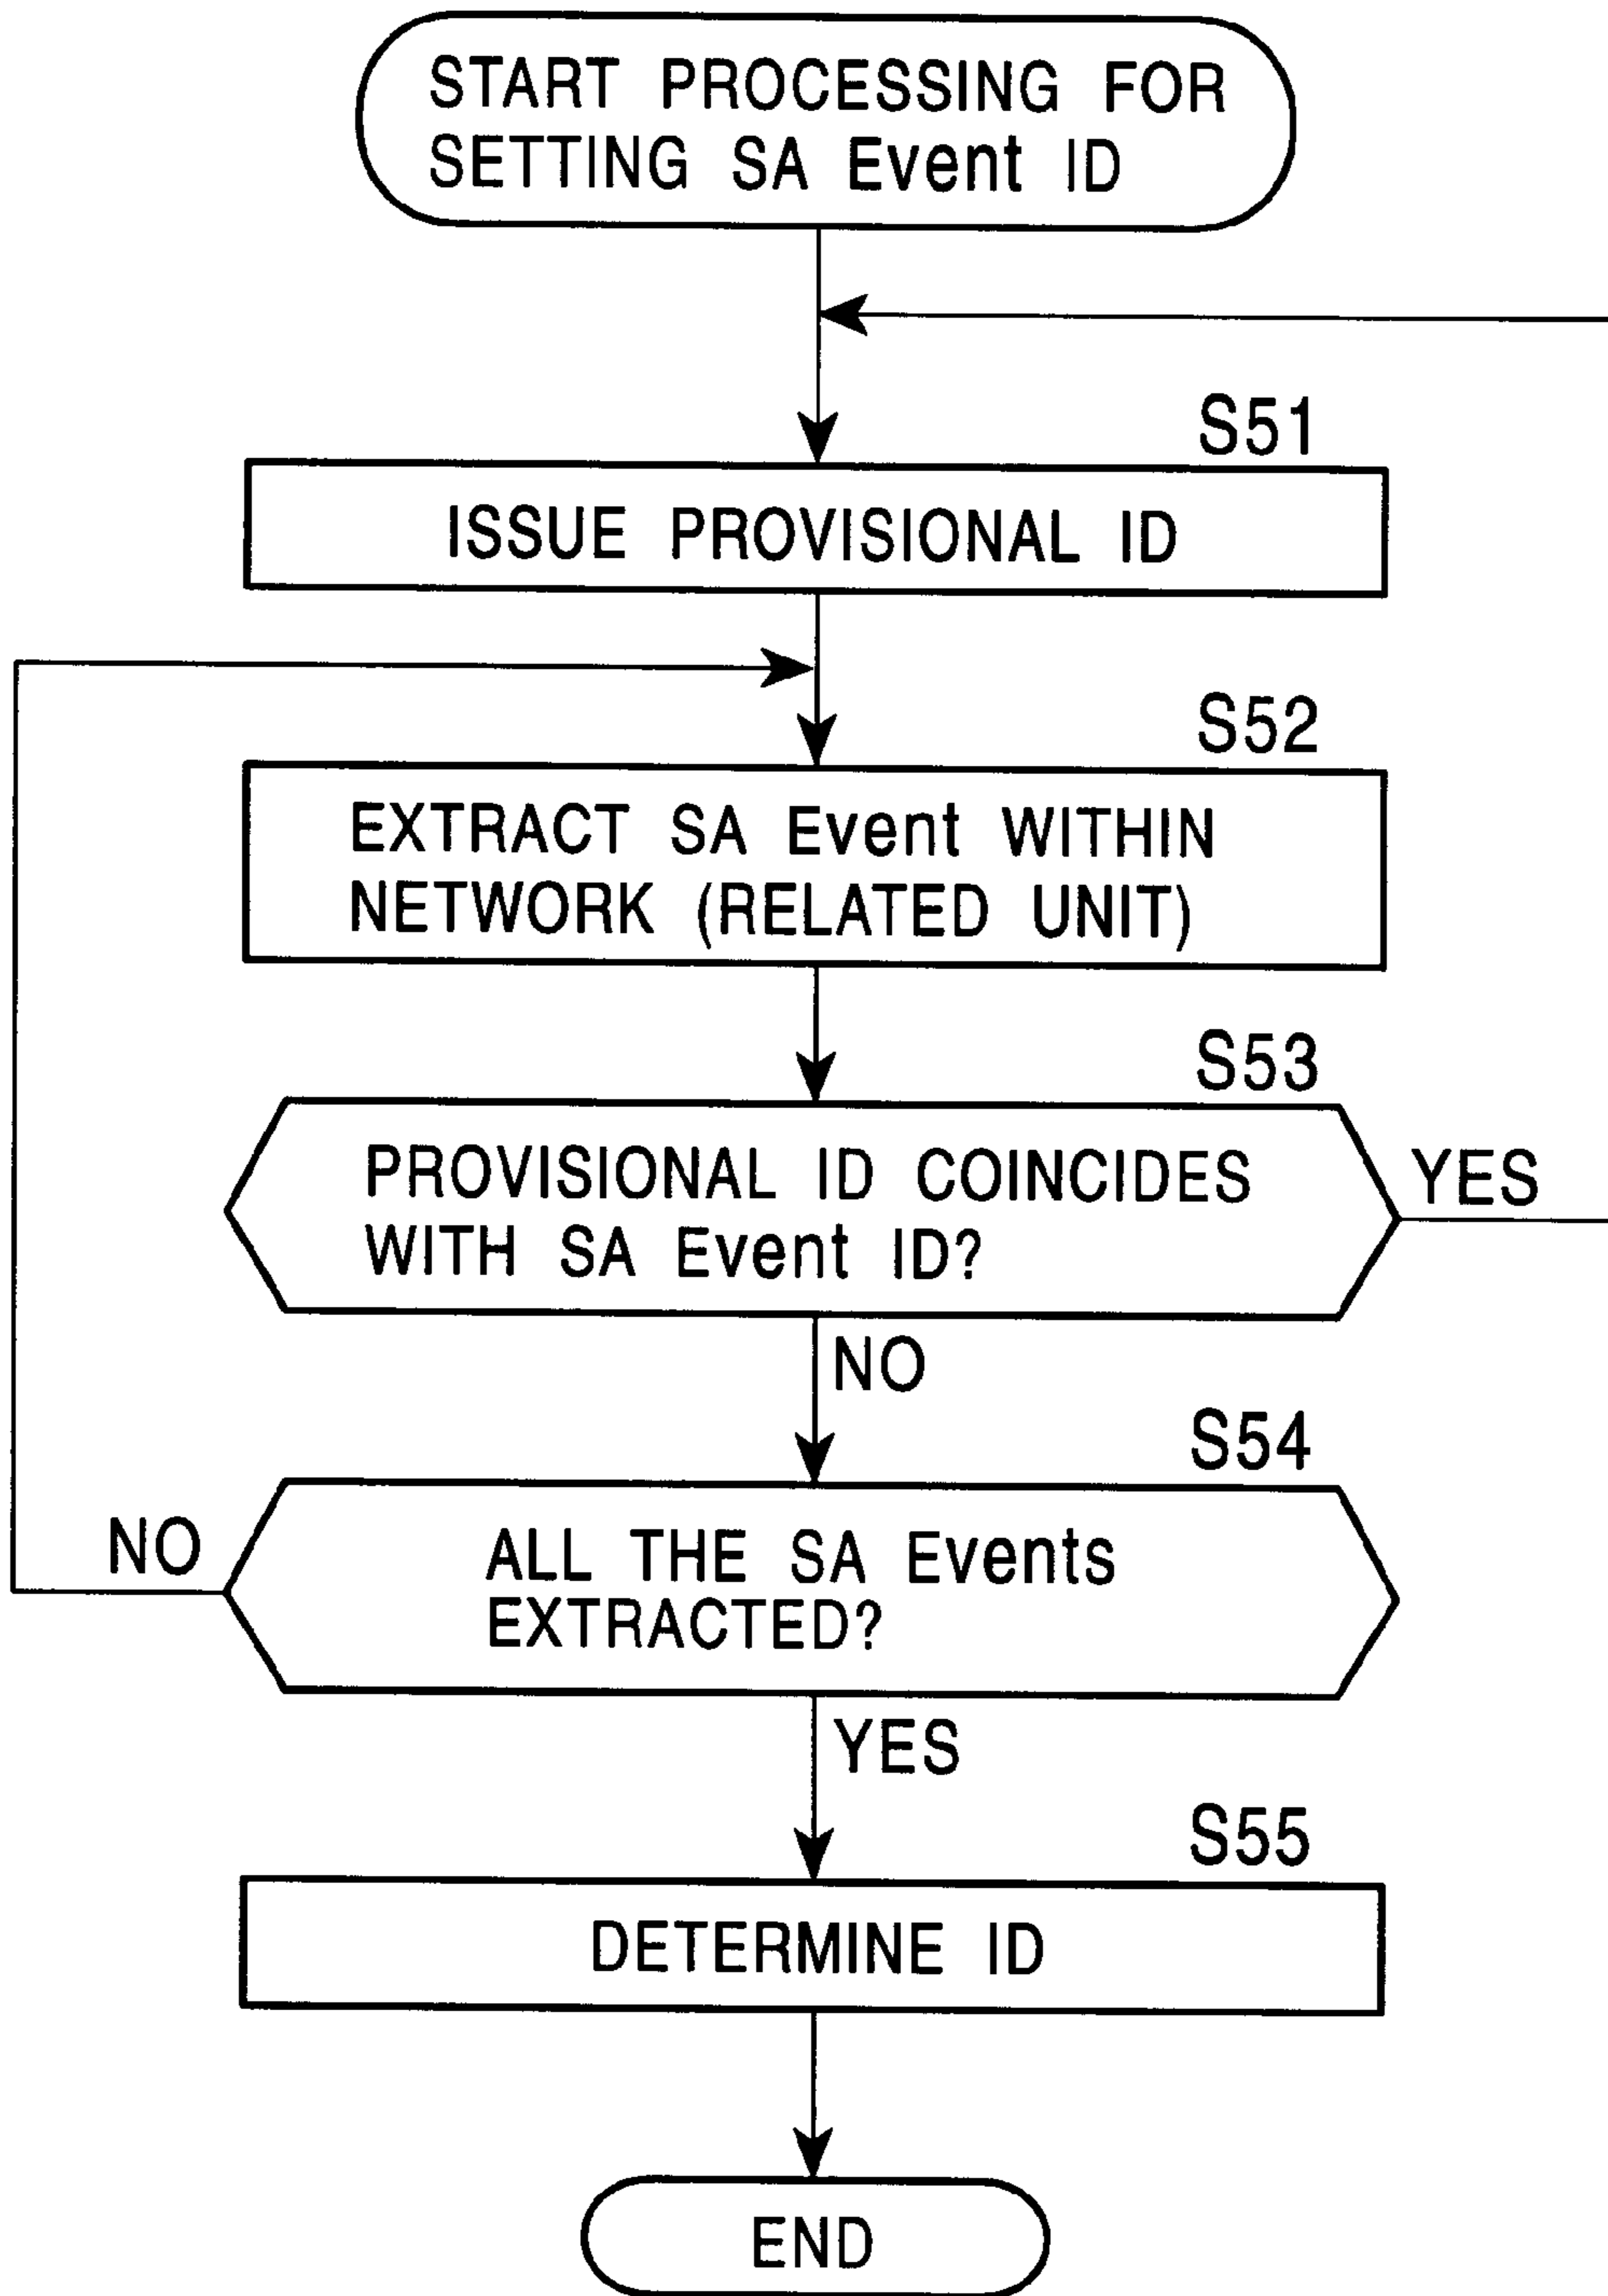 START PROCESSING FOR
SETTING SA Event ID
S51
ISSUE PROVISIONAL ID
S52
EXTRACT SA Event WITHIN
NETWORK (RELATED UNIT)
S53
PROVISIONAL ID COINCIDES
WITH SA Event ID?
YES
NO
S54
ALL THE SA Events
EXTRACTED?
NO
YES
S55
DETERMINE ID
END